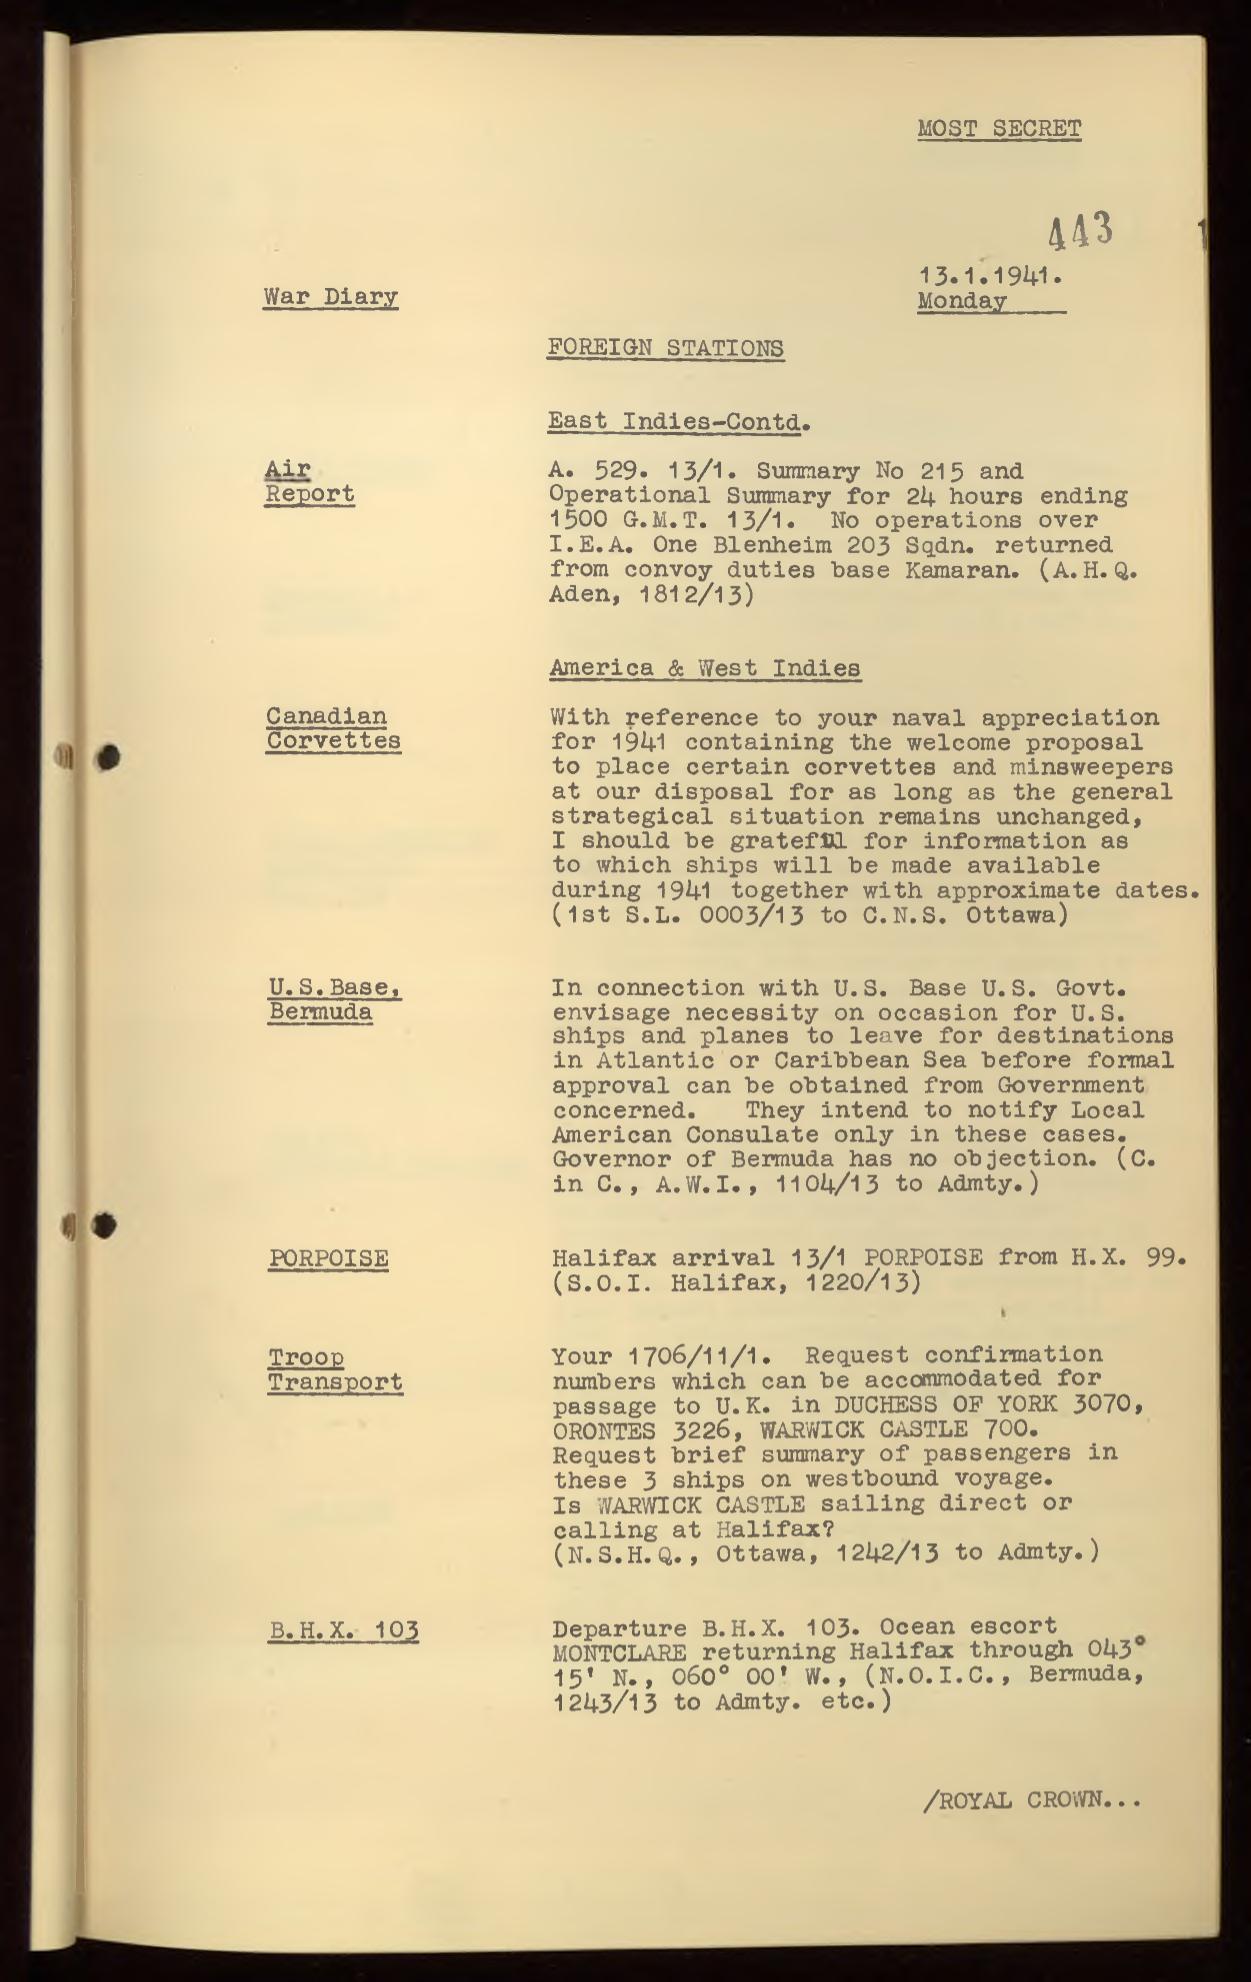 MOST SECRET
443
13.1.1941.
War Diary
Monday
FOREIGN STATIONS
East Indies-Contd.
Air
Report
A. 529. 13/1. Summary No 215 and
Operational Summary for 24 hours ending
1500 G.M.T. 13/1. No operations over
I.E.A. One Blenheim 203 Sqdn. returned
from convoy duties base Kamaran. (A.H.Q.
Aden, 1812/13)
America & West Indies
Canadian
Corvettes
With reference to your naval appreciation
for 1941 containing the welcome proposal
to place certain corvettes and minsweepers
at our disposal for as long as the general
strategical situation remains unchanged,
I should be grateful for information as
to which ships will be made available
during 1941 together with approximate dates.
(1st S.L. 0003/13 to C.N.S. Ottawa)
U.S.Base,
Bermuda
In connection with U.S. Base U.S. Govt.
envisage necessity on occasion for U.S.
ships and planes to leave for destinations
in Atlantic or Caribbean Sea before formal
approval can be obtained from Government
concerned. They intend to notify Local
American Consulate only in these cases.
Governor of Bermuda has no objection. (C.
in C., A.W.I., 1104/13 to Admty.)
PORPOISE
Halifax arrival 13/1 PORPOISE from H.X. 99.
(S.O.I. Halifax, 1220/13)
Troop
Transport
Your 1706/11/1. Request confirmation
numbers which can be accommodated for
passage to U.K. in DUCHESS OF YORK 3070,
ORONTES 3226, WARWICK CASTLE 700.
Request brief summary of passengers in
these 3 ships on westbound voyage.
Is WARWICK CASTLE sailing direct or
calling at Halifax?
(N.S.H.Q., Ottawa, 1242/13 to Admty.)
B.H.X. 103
Departure B.H.X. 103. Ocean escort
MONTCLARE returning Halifax through 043°
15' N., 060° 00' W., (N.O.I.C., Bermuda,
1243/13 to Admty. etc.)
/ROYAL CROWN...